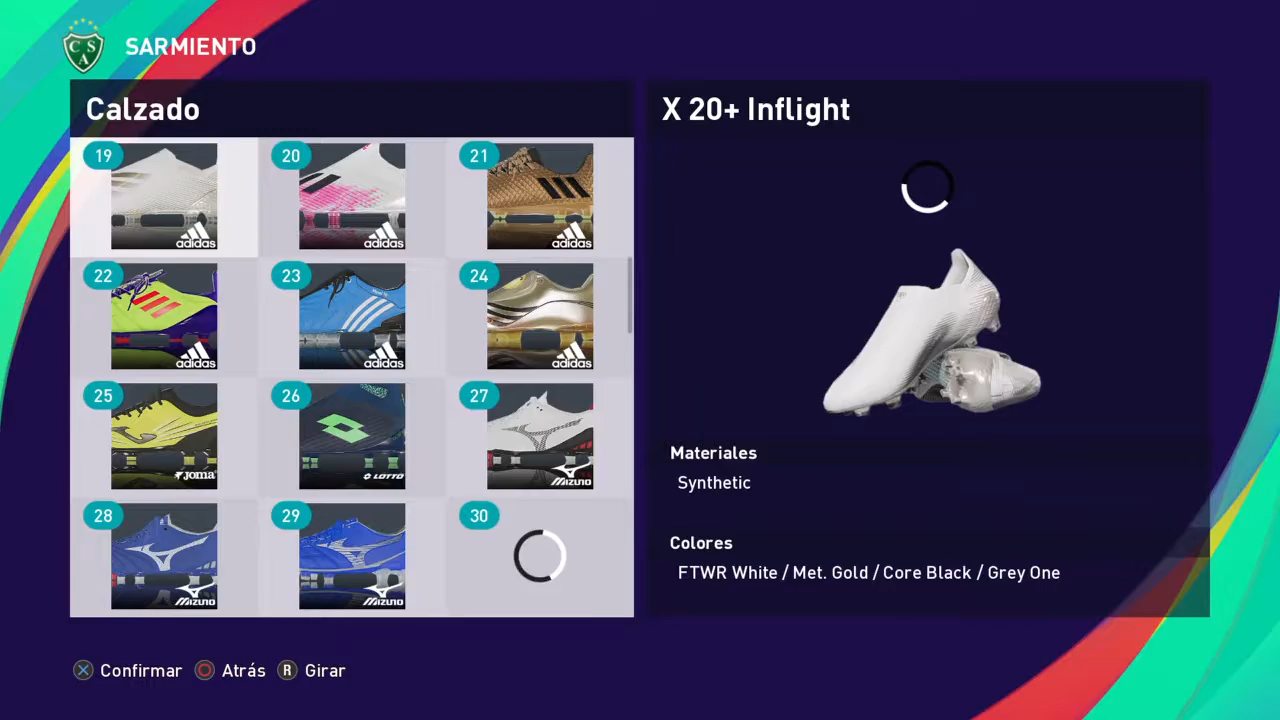 CSA
SARMIENTO
Calzado
X 20+ Inflight
19
20
21
adidas
adidas
adidas
22
23
24
adidas
adidas
adidas
25
26
27
Joma
LOTTO
MIZUNO
28
29
30
MIZUNO
MIZUNO
Materiales
Synthetic
Colores
FTWR White / Met. Gold / Core Black / Grey One
Confirmar
Atrás
R Girar